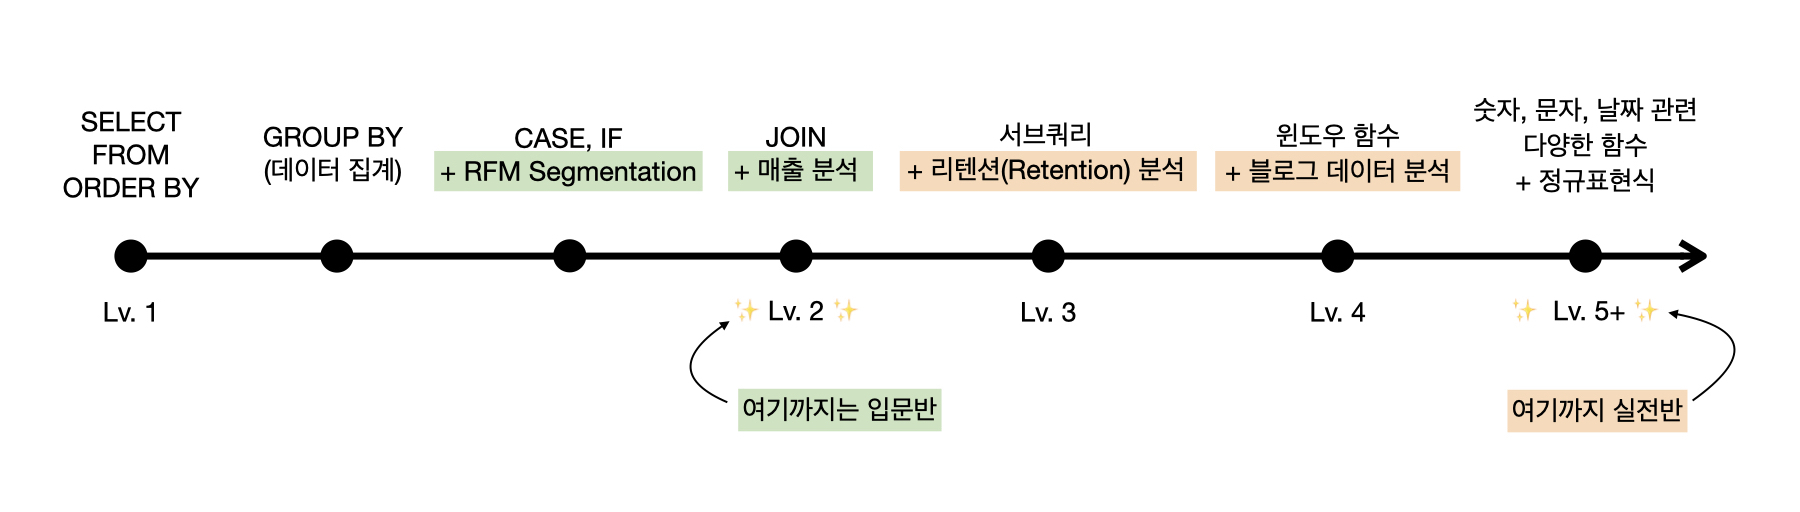 SELECT
FROM
ORDER BY
GROUP BY
(데이터 집계)
CASE, IF
+ RFM Segmentation
JOIN
+ 매출 분석
서브쿼리
+ 리텐션(Retention) 분석
윈도우 함수
+ 블로그 데이터 분석
숫자, 문자, 날짜 관련
다양한 함수
+ 정규표현식
Lv. 1
✨ Lv. 2 ✨
Lv. 3
Lv. 4
✨ Lv. 5+ ✨
여기까지는 입문반
여기까지 실전반